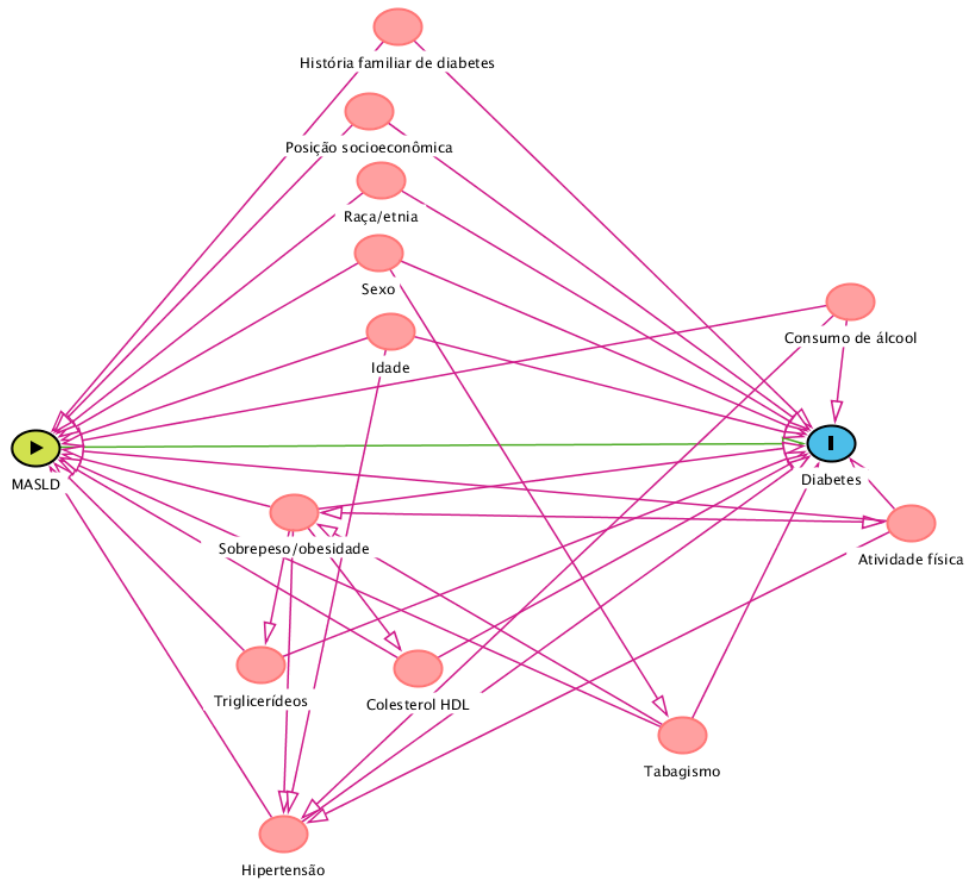 História familiar de diabetes
Posição socioeconômica
Raça/etnia
Sexo
Consumo de álcool
Idade
MASLD
Diabetes
Sobrepeso/obesidade
Atividade física
Triglicerídeos
Colesterol HDL
Tabagismo
Hipertensão